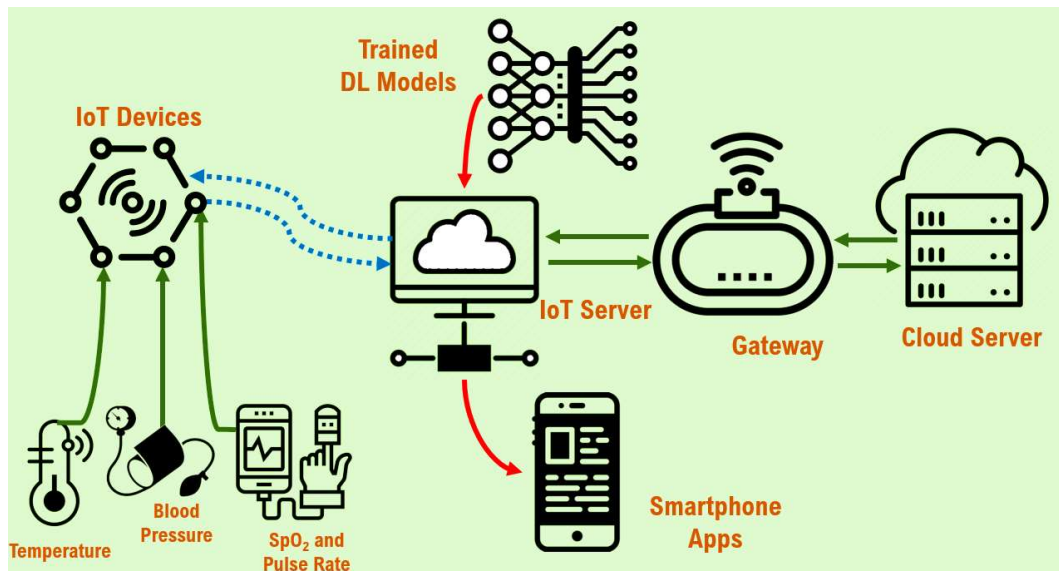 Trained
DL Models
IoT Devices
IoT Server
Gateway
Cloud Server
Temperature
Blood
Pressure
SpO₂ and
Pulse Rate
Smartphone
Apps